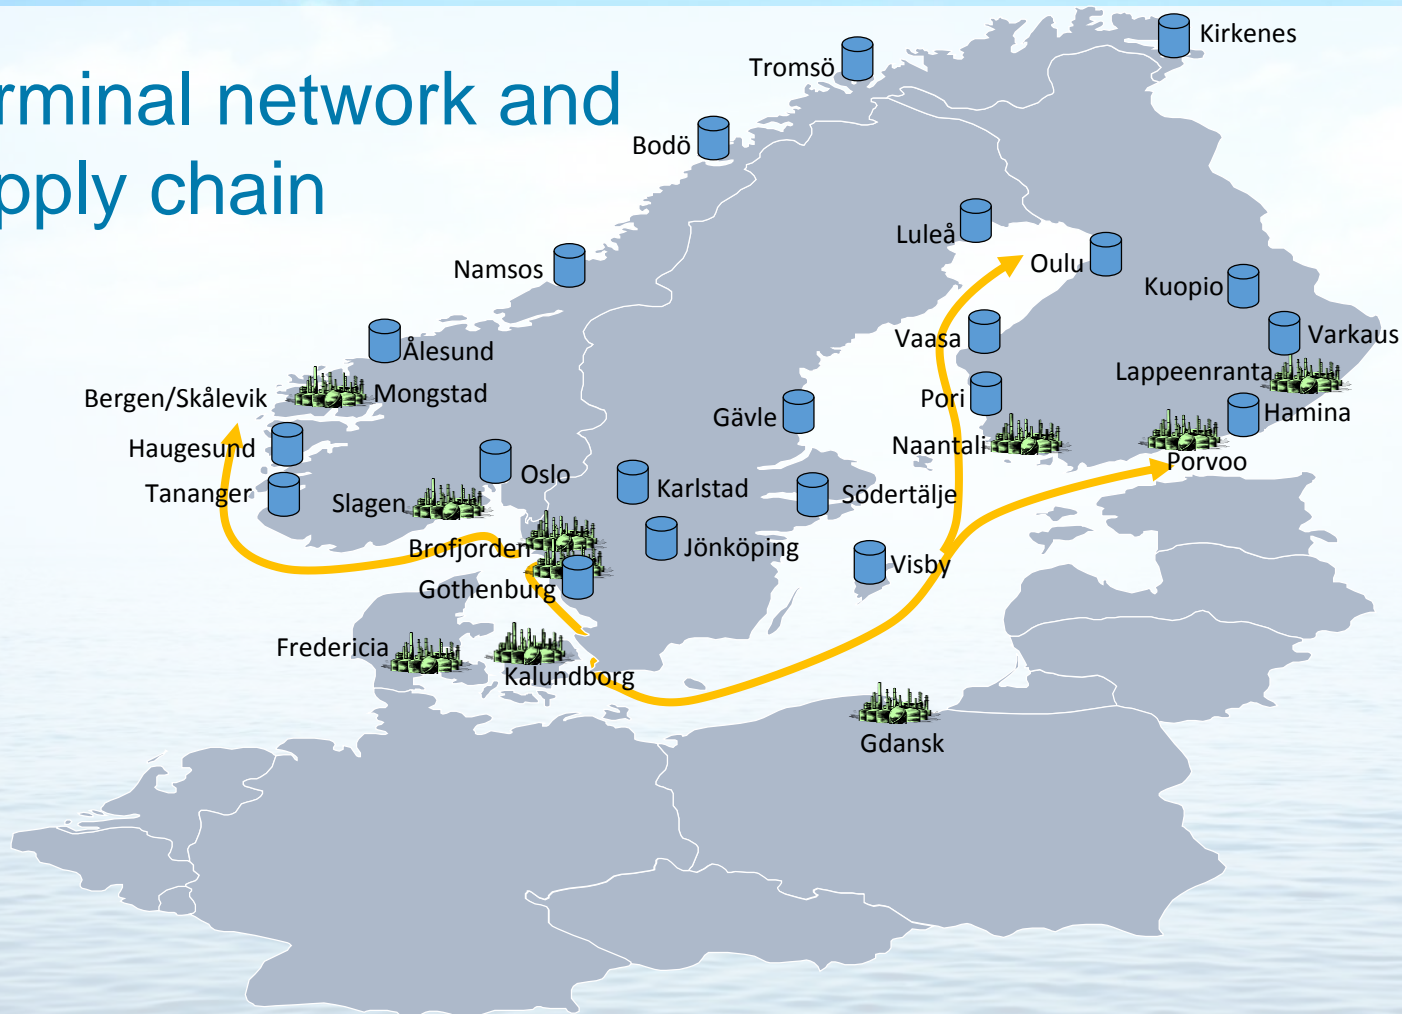 rminal network and
pply chain
Kirkenes
Tromsö
Bodö
Luleå
Oulu
Namsos
Kuopio
Vaasa
Varkaus
Ålesund
Lappeenranta
Bergen/Skålevik
Mongstad
Pori
Hamina
Gävle
Haugesund
Naantali
Porvoo
Oslo
Tananger
Karlstad
Södertälje
Slagen
Brofjorden
Jönköping
Visby
Gothenburg
Fredericia
Kalundborg
Gdansk